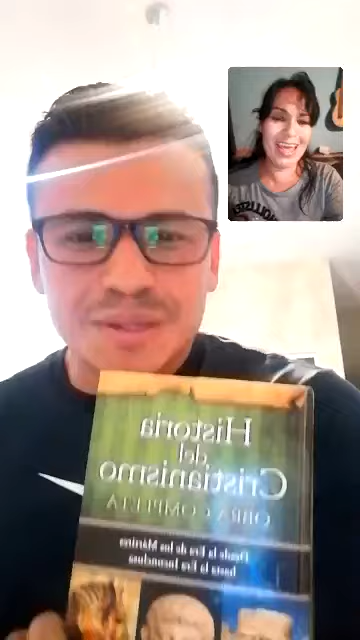 Historia
del
Cristianismo
OBRA COMPLETA
Desde la Era de los Mártires
hasta la Era Inconclusa